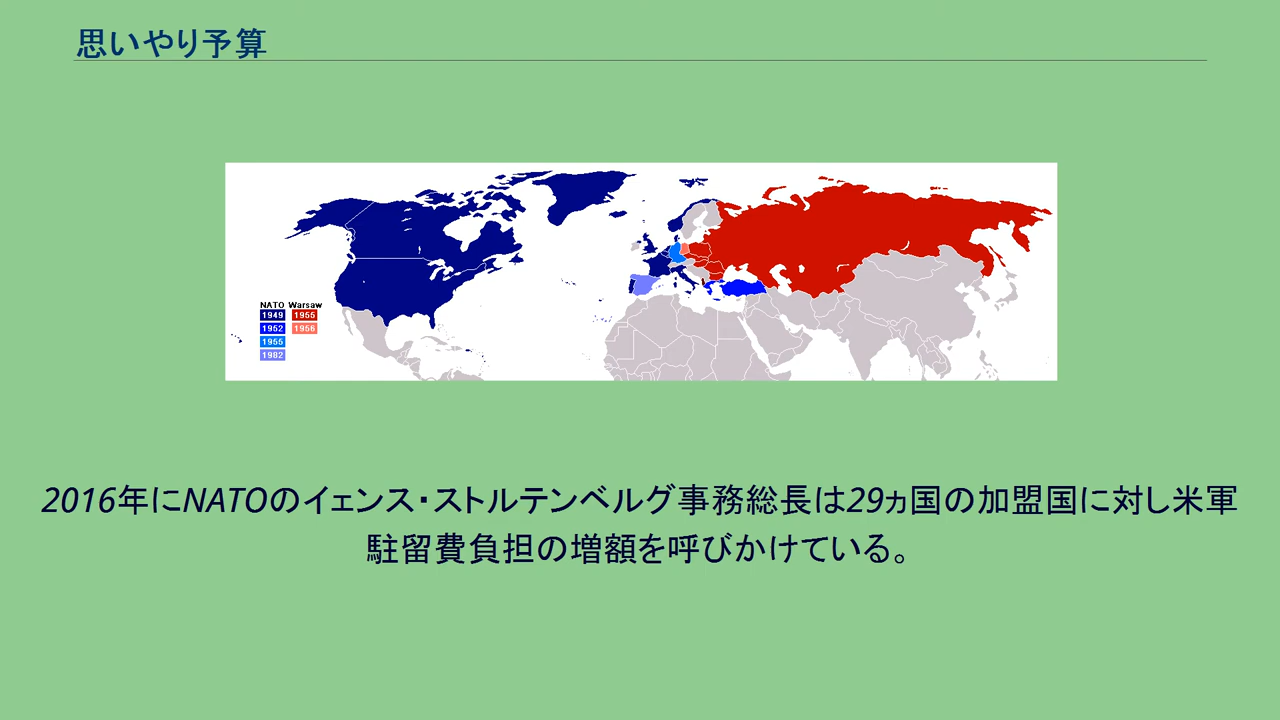 思いやり予算
NATO Warsaw
1949 1955
1952 1956
1955
1982
2016年にNATOのイェンス・ストルテンベルグ事務総長は29ヵ国の加盟国に対し米軍
駐留費負担の増額を呼びかけている。